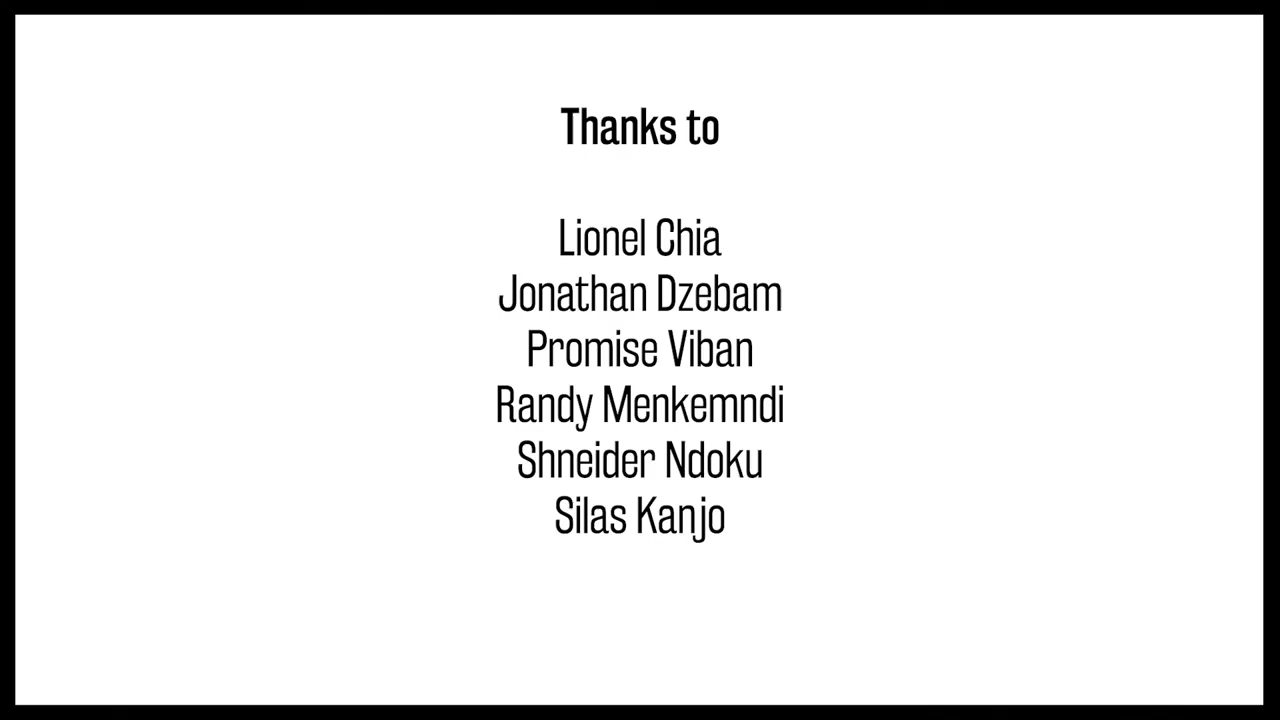 Thanks to
Lionel Chia
Jonathan Dzebam
Promise Viban
Randy Menkemndi
Shneider Ndoku
Silas Kanjo